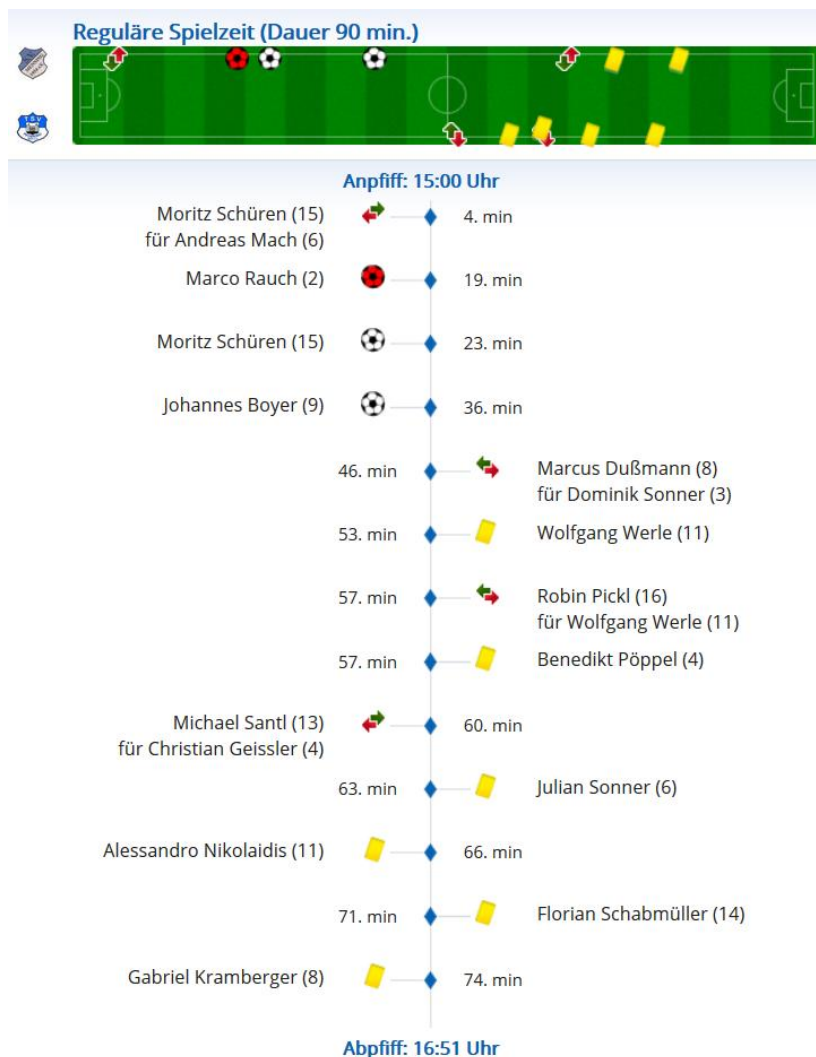 Reguläre Spielzeit (Dauer 90 min.)
TSV
Anpfiff: 15:00 Uhr
Moritz Schüren (15)
für Andreas Mach (6)
4. min
Marco Rauch (2)
19. min
Moritz Schüren (15)
23. min
Johannes Boyer (9)
36. min
46. min
Marcus Dußmann (8)
für Dominik Sonner (3)
53. min
Wolfgang Werle (11)
57. min
Robin Pickl (16)
für Wolfgang Werle (11)
57. min
Benedikt Pöppel (4)
Michael Santl (13)
für Christian Geissler (4)
60. min
63. min
Julian Sonner (6)
Alessandro Nikolaidis (11)
66. min
71. min
Florian Schabmüller (14)
Gabriel Kramberger (8)
74. min
Abpfiff: 16:51 Uhr